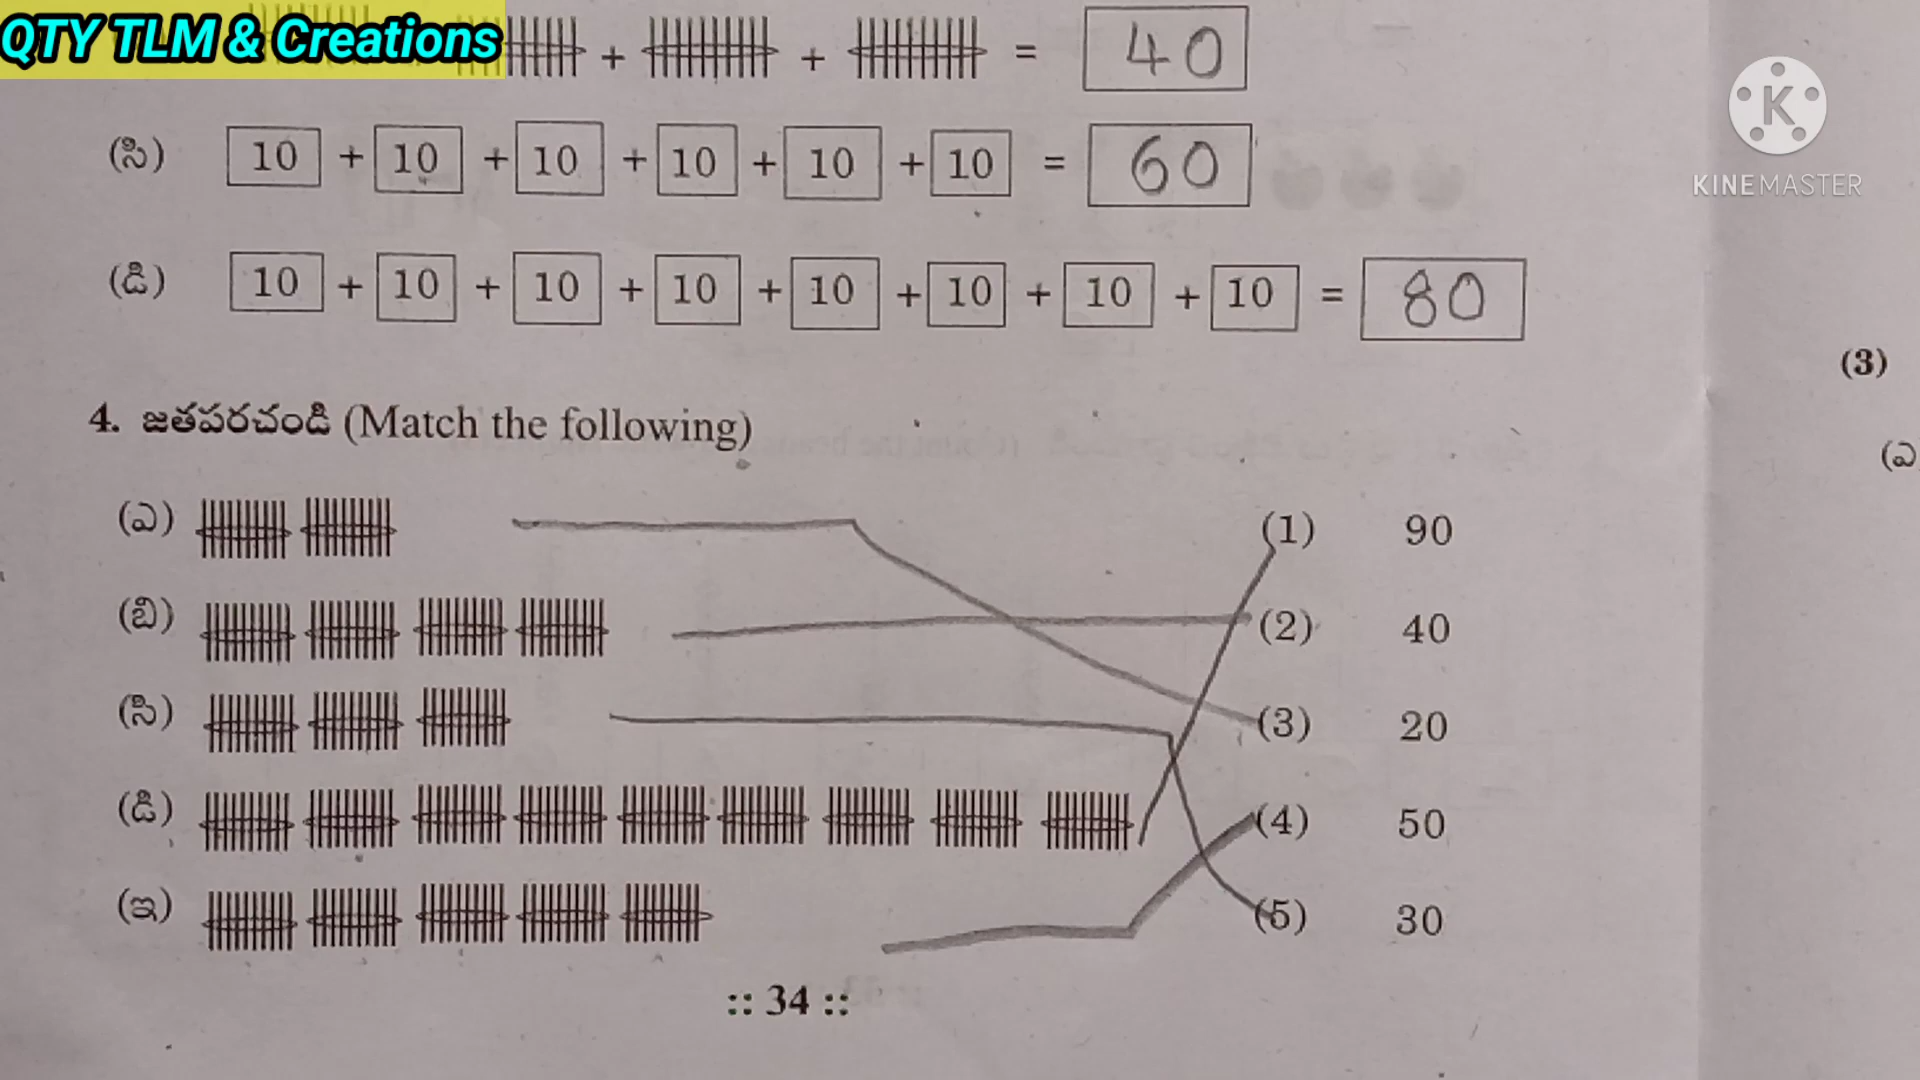 QTY TLM & Creations
+ + = 40
KINEMASTER
(సి) 10 + 10 + 10 + 10 + 10 + 10 = 60
(డి) 10 + 10 + 10 + 10 + 10 + 10 + 10 + 10 = 80
(3)
4. జతపరచండి (Match the following)
(ఎ
(ఎ) (1) 90
(బి) (2) 40
(సి) (3) 20
(డి) (4) 50
(ఇ) (5) 30
:: 34 ::